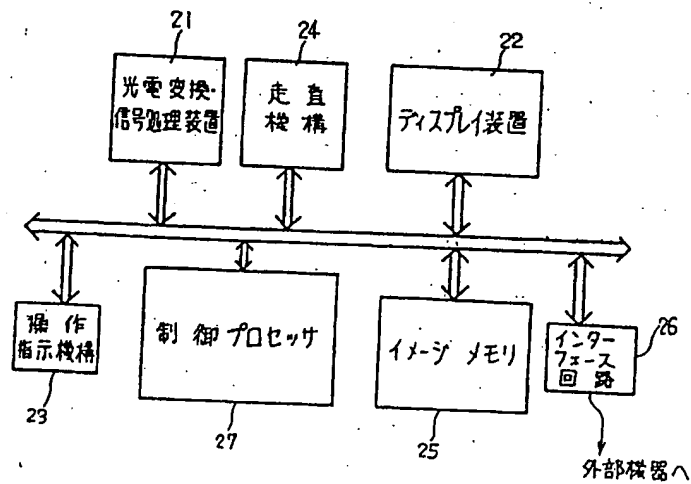 21
24
22
光電変換・
信号処理装置
走直
機構
ディスプレイ装置
操作
指示機構
制御プロセッサ
イメージ メモリ
インター
フェース
回路
26
23
27
25
外部機器へ